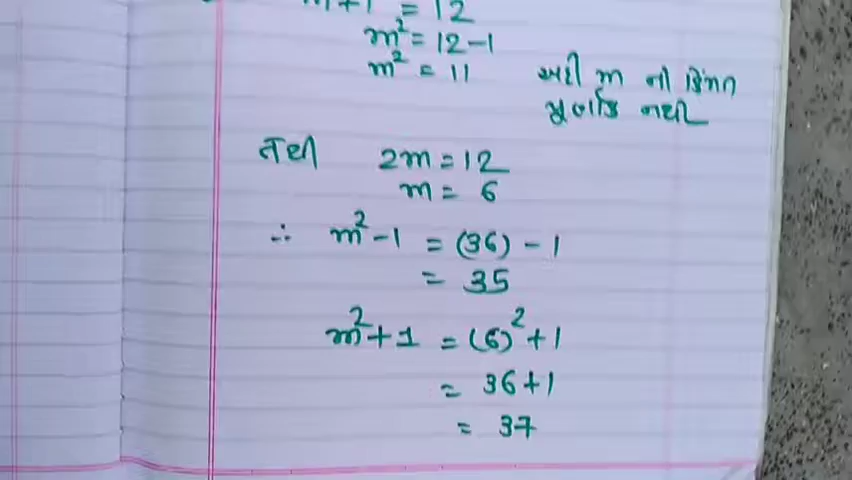 m²+1 = 12
m² = 12-1
m² = 11 અહી m ની કિંમત
પૂર્ણાંક નથી
તથી 2m = 12
m = 6
∴ m²-1 = (36) - 1
= 35
m²+1 = (6)²+1
= 36+1
= 37